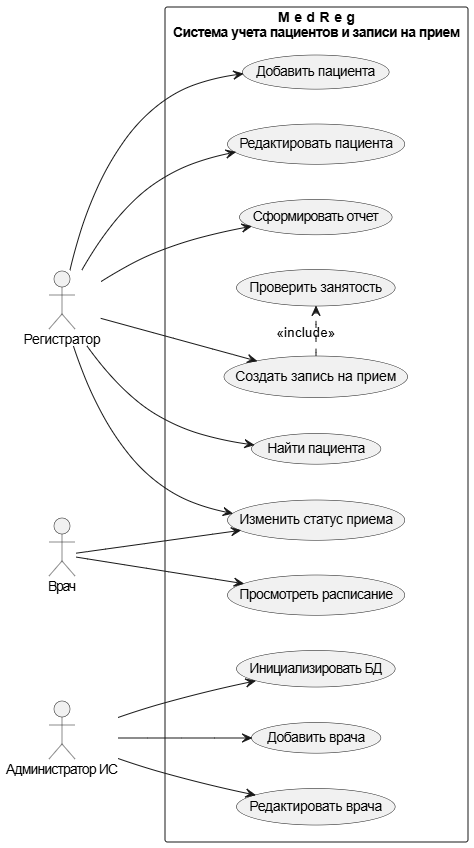 MedReg
Система учета пациентов и записи на прием
Добавить пациента
Редактировать пациента
Сформировать отчет
Проверить занятость
«include»
Регистратор
Создать запись на прием
Найти пациента
Изменить статус приема
Врач
Просмотреть расписание
Инициализировать БД
Добавить врача
Администратор ИС
Редактировать врача